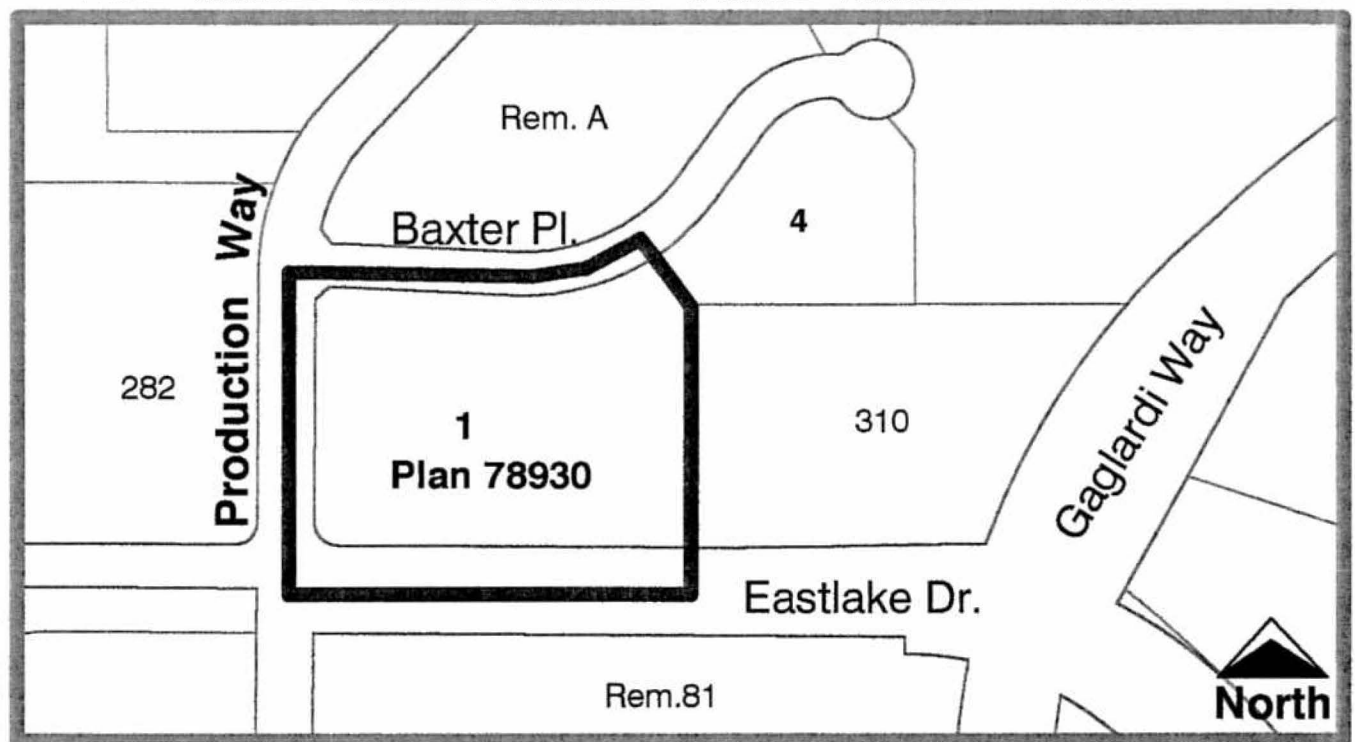 Rem. A
Baxter Pl.
4
Production Way
282
1
Plan 78930
310
Gaglardi Way
Eastlake Dr.
Rem.81
North